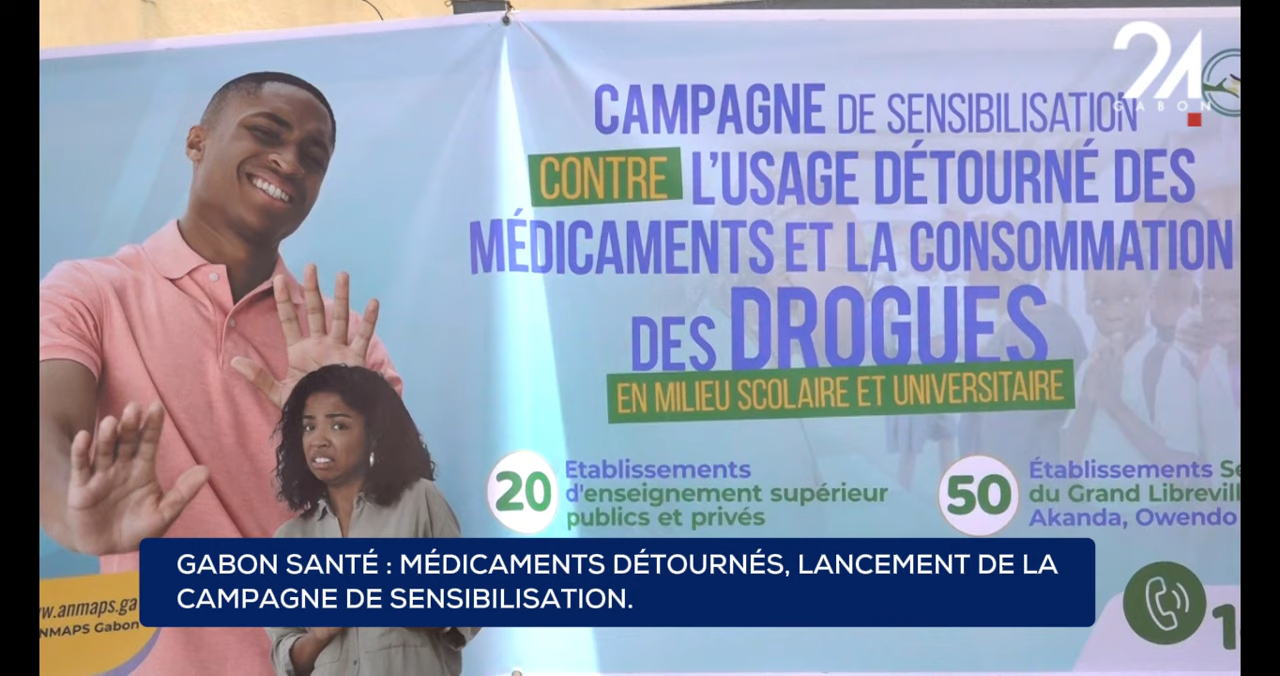 24
GABON
CAMPAGNE DE SENSIBILISATION
CONTRE L'USAGE DÉTOURNÉ DES
MÉDICAMENTS ET LA CONSOMMATION
DES DROGUES
EN MILIEU SCOLAIRE ET UNIVERSITAIRE
20 Etablissements
d'enseignement supérieur
publics et privés
50 Établissements
du Grand
Akanda, Owendo
GABON SANTÉ : MÉDICAMENTS DÉTOURNÉS, LANCEMENT DE LA
CAMPAGNE DE SENSIBILISATION.
w.anmaps.ga
NMAPS Gabon